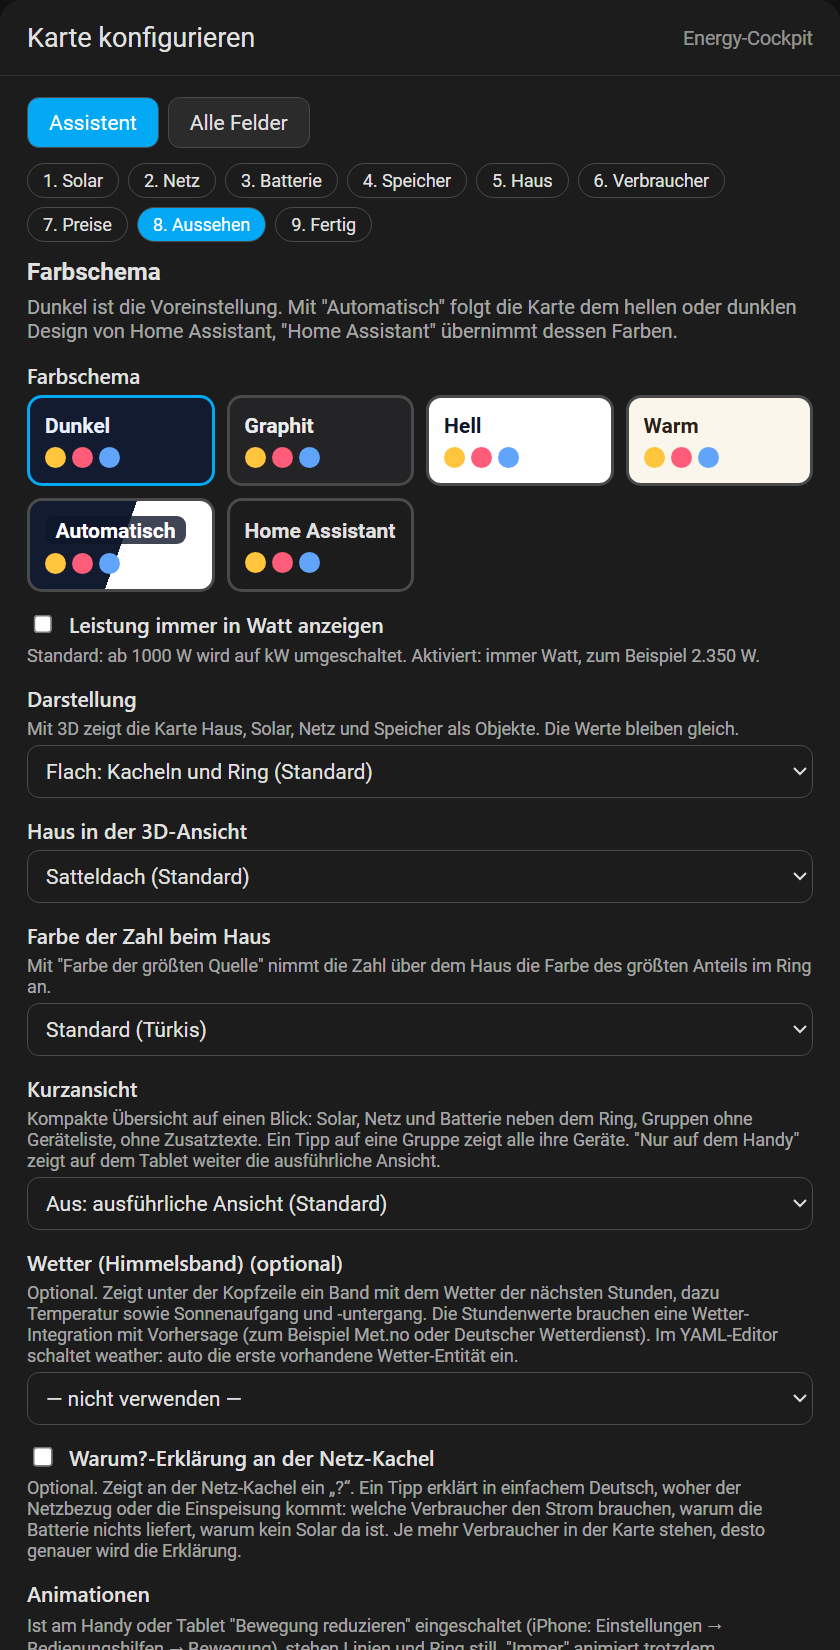 Karte konfigurieren
Energy-Cockpit
Assistent
Alle Felder
1. Solar
2. Netz
3. Batterie
4. Speicher
5. Haus
6. Verbraucher
7. Preise
8. Aussehen
9. Fertig
Farbschema
Dunkel ist die Voreinstellung. Mit "Automatisch" folgt die Karte dem hellen oder dunklen
Design von Home Assistant, "Home Assistant" übernimmt dessen Farben.
Farbschema
Dunkel
Graphit
Hell
Warm
Automatisch
Home Assistant
Leistung immer in Watt anzeigen
Standard: ab 1000 W wird auf kW umgeschaltet. Aktiviert: immer Watt, zum Beispiel 2.350 W.
Darstellung
Mit 3D zeigt die Karte Haus, Solar, Netz und Speicher als Objekte. Die Werte bleiben gleich.
Flach: Kacheln und Ring (Standard)
Haus in der 3D-Ansicht
Satteldach (Standard)
Farbe der Zahl beim Haus
Mit "Farbe der größten Quelle" nimmt die Zahl über dem Haus die Farbe des größten Anteils im Ring
an.
Standard (Türkis)
Kurzansicht
Kompakte Übersicht auf einen Blick: Solar, Netz und Batterie neben dem Ring, Gruppen ohne
Geräteliste, ohne Zusatztexte. Ein Tipp auf eine Gruppe zeigt alle ihre Geräte. "Nur auf dem Handy"
zeigt auf dem Tablet weiter die ausführliche Ansicht.
Aus: ausführliche Ansicht (Standard)
Wetter (Himmelsband) (optional)
Optional. Zeigt unter der Kopfzeile ein Band mit dem Wetter der nächsten Stunden, dazu
Temperatur sowie Sonnenaufgang und -untergang. Die Stundenwerte brauchen eine Wetter-
Integration mit Vorhersage (zum Beispiel Met.no oder Deutscher Wetterdienst). Im YAML-Editor
schaltet weather: auto die erste vorhandene Wetter-Entität ein.
— nicht verwenden —
Warum?-Erklärung an der Netz-Kachel
Optional. Zeigt an der Netz-Kachel ein „?“. Ein Tipp erklärt in einfachem Deutsch, woher der
Netzbezug oder die Einspeisung kommt: welche Verbraucher den Strom brauchen, warum die
Batterie nichts liefert, warum kein Solar da ist. Je mehr Verbraucher in der Karte stehen, desto
genauer wird die Erklärung.
Animationen
Ist am Handy oder Tablet "Bewegung reduzieren" eingeschaltet (iPhone: Einstellungen →
Bedienungshilfen → Bewegung), stehen Linien und Ring still. "Immer" animiert trotzdem.